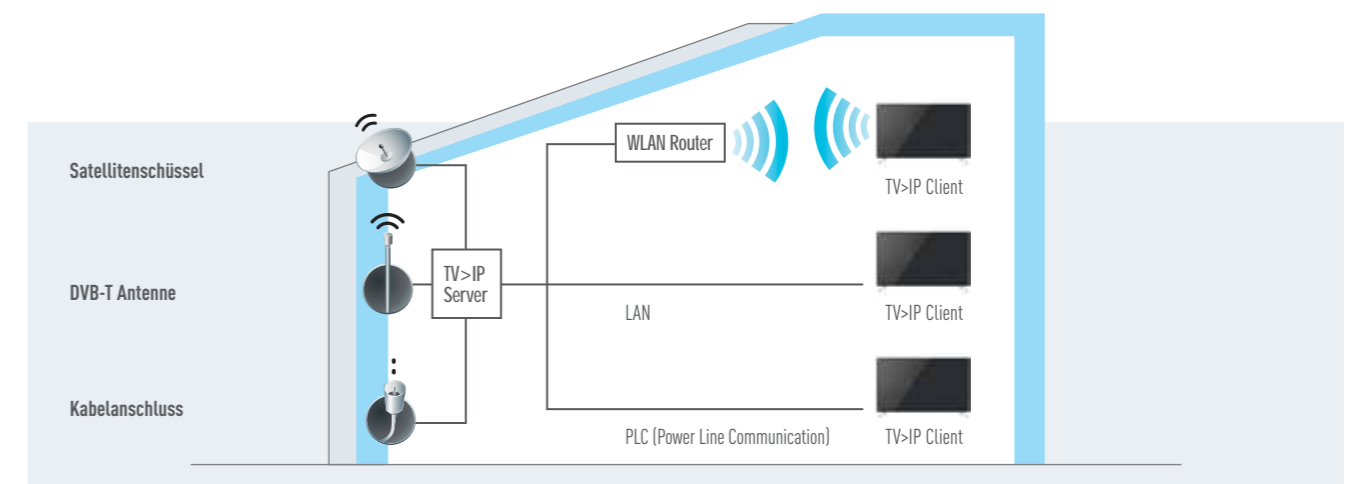 WLAN Router
Satellitenschüssel
TV>IP Client
TV>IP
Server
DVB-T Antenne
LAN
TV>IP Client
Kabelanschluss
PLC (Power Line Communication)
TV>IP Client